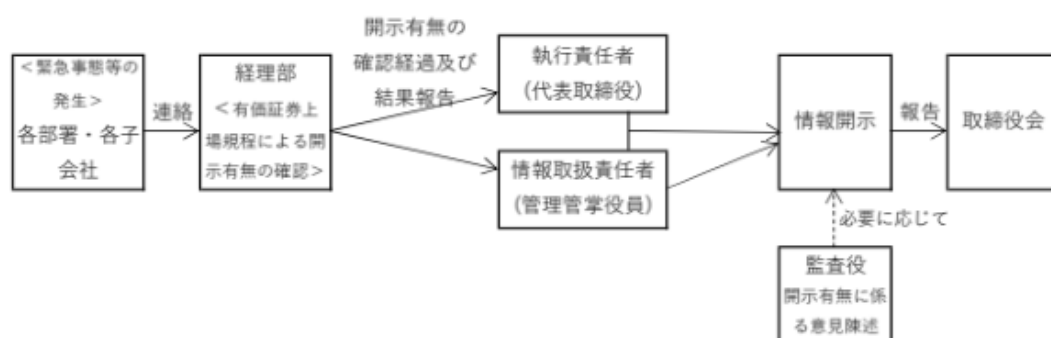 ＜緊急事態等の
発生＞
各部署・各子
会社
連絡
経理部
＜有価証券上
場規程による開
示有無の確認＞
開示有無の
確認経過及び
結果報告
執行責任者
（代表取締役）
情報取扱責任者
（管理管掌役員）
情報開示
報告
取締役会
必要に応じて
監査役
開示有無に係
る意見陳述